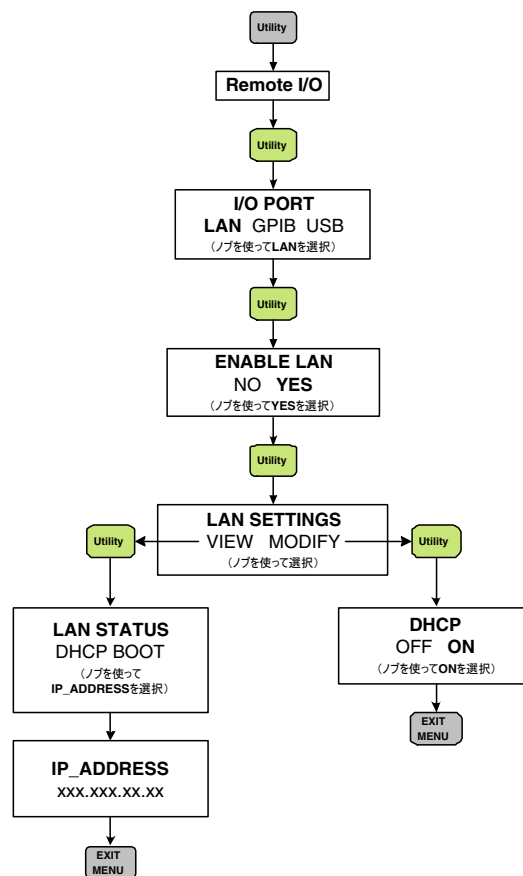 Utility
Remote I/O
Utility
I/O PORT
LAN GPIB USB
(ノブを使ってLANを選択)
Utility
ENABLE LAN
NO YES
(ノブを使ってYESを選択)
Utility
LAN SETTINGS
Utility
VIEW MODIFY
Utility
(ノブを使って選択)
LAN STATUS
DHCP BOOT
(ノブを使って
IP_ADDRESSを選択)
DHCP
OFF ON
(ノブを使ってONを選択)
EXIT
MENU
IP_ADDRESS
xxx.xxx.xx.xx
EXIT
MENU